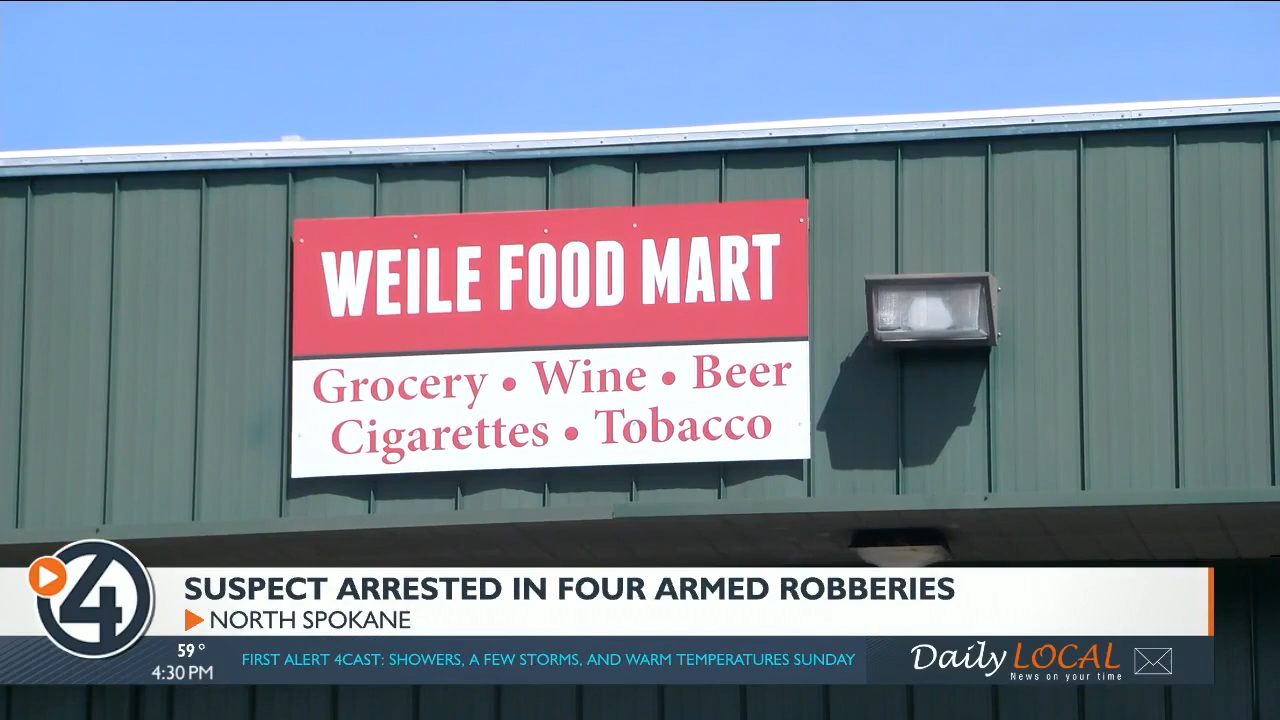 WEILE FOOD MART
Grocery • Wine • Beer
Cigarettes • Tobacco
4
SUSPECT ARRESTED IN FOUR ARMED ROBBERIES
NORTH SPOKANE
59°
4:30 PM
FIRST ALERT 4CAST: SHOWERS, A FEW STORMS, AND WARM TEMPERATURES SUNDAY
Daily LOCAL
News on your time